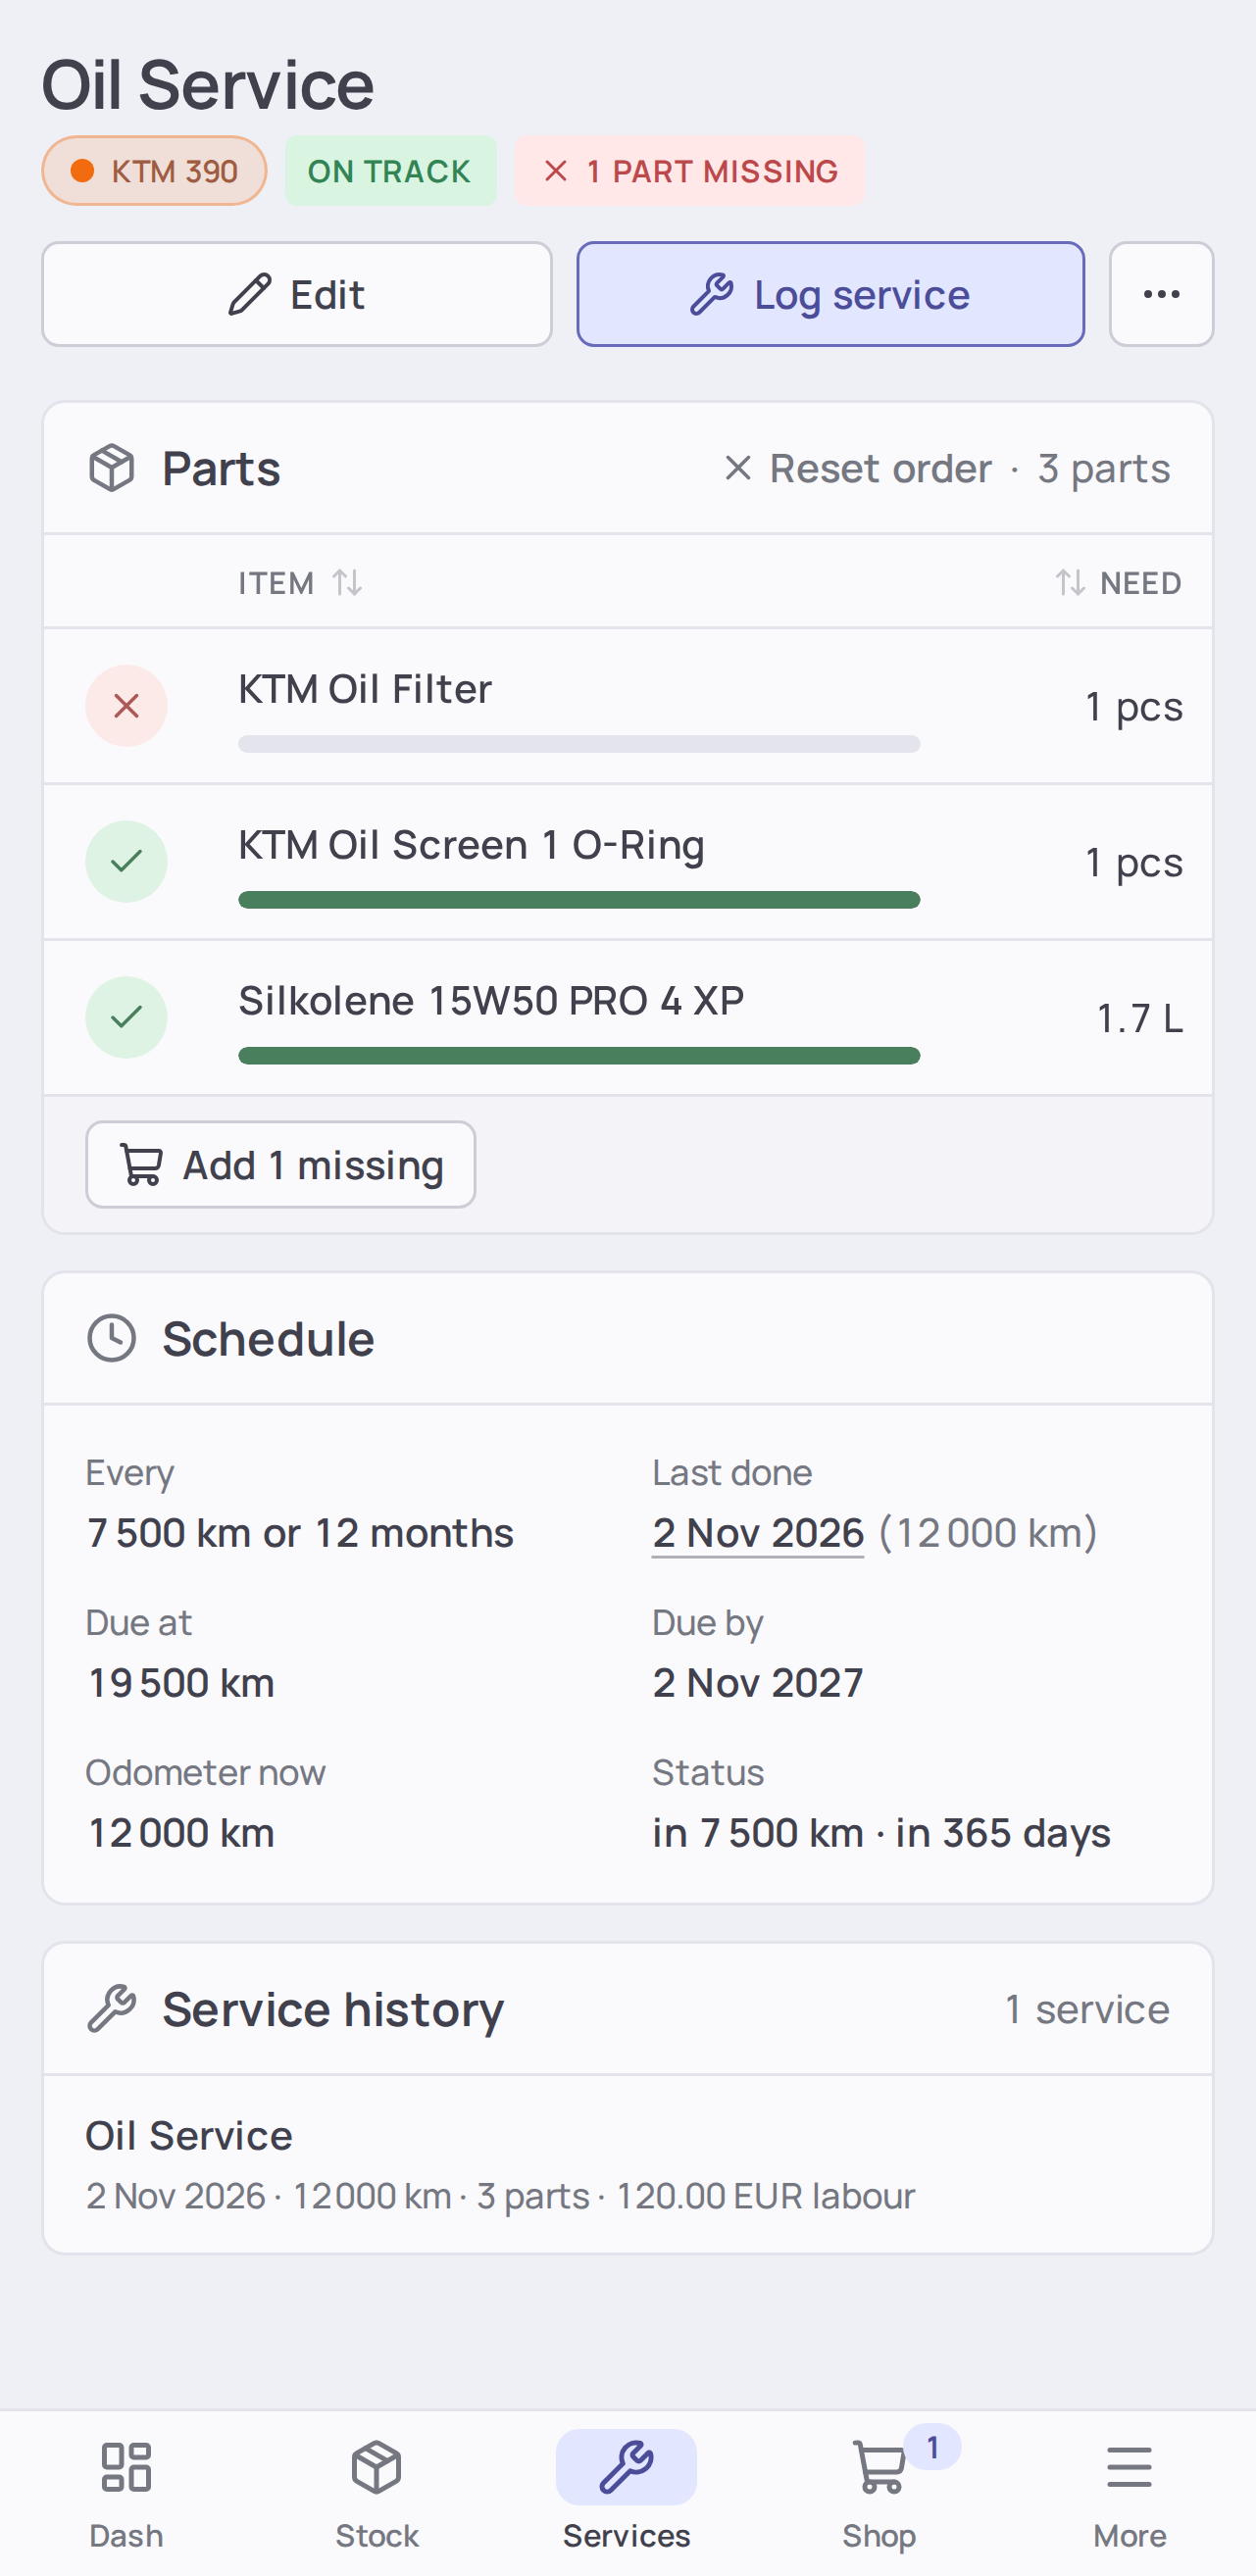 Oil Service
KTM 390 ON TRACK 1 PART MISSING
Edit Log service
Parts Reset order · 3 parts
ITEM NEED
KTM Oil Filter 1 pcs
KTM Oil Screen 1 O-Ring 1 pcs
Silkolene 15W50 PRO 4 XP 1.7 L
Add 1 missing
Schedule
Every Last done
7 500 km or 12 months 2 Nov 2026 (12 000 km)
Due at Due by
19 500 km 2 Nov 2027
Odometer now Status
12 000 km in 7 500 km · in 365 days
Service history 1 service
Oil Service
2 Nov 2026 · 12 000 km · 3 parts · 120.00 EUR labour
1
Dash Stock Services Shop More